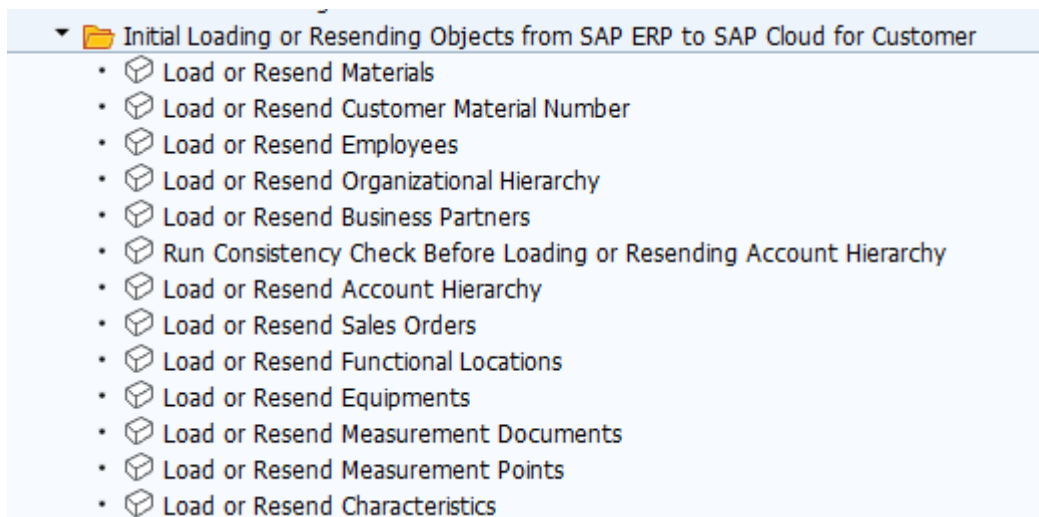 Initial Loading or Resending Objects from SAP ERP to SAP Cloud for Customer
Load or Resend Materials
Load or Resend Customer Material Number
Load or Resend Employees
Load or Resend Organizational Hierarchy
Load or Resend Business Partners
Run Consistency Check Before Loading or Resending Account Hierarchy
Load or Resend Account Hierarchy
Load or Resend Sales Orders
Load or Resend Functional Locations
Load or Resend Equipments
Load or Resend Measurement Documents
Load or Resend Measurement Points
Load or Resend Characteristics